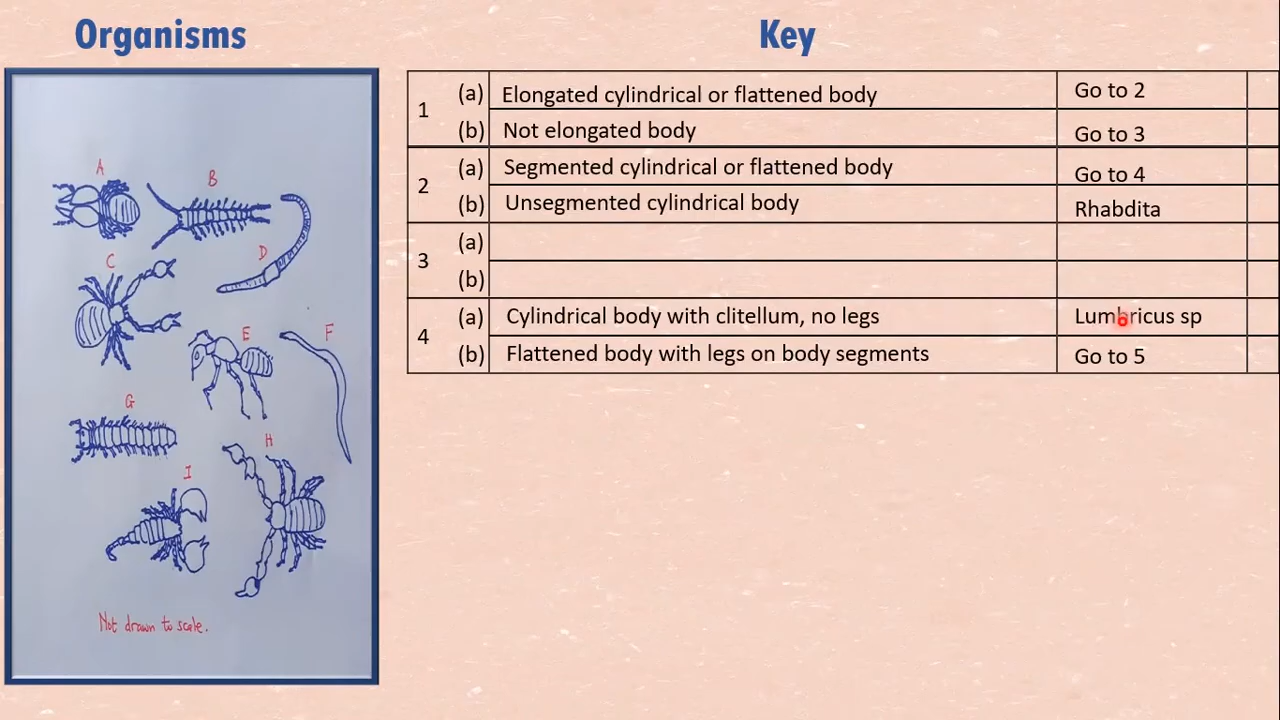 Organisms
Key
A
B
C
D
E
F
G
H
I
Not drawn to scale.
1 (a) Elongated cylindrical or flattened body Go to 2
(b) Not elongated body Go to 3
2 (a) Segmented cylindrical or flattened body Go to 4
(b) Unsegmented cylindrical body Rhabdita
3 (a)
(b)
4 (a) Cylindrical body with clitellum, no legs Lumbricus sp
(b) Flattened body with legs on body segments Go to 5